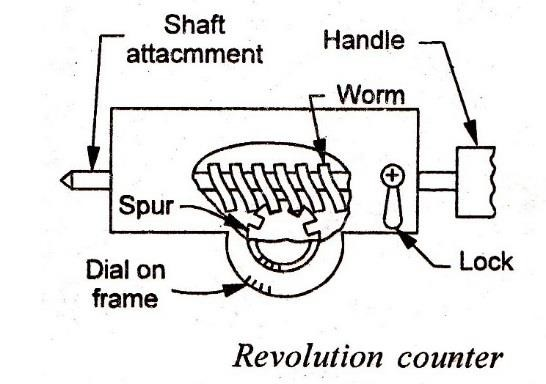 Shaft
attacmment
Handle
Worm
Spur
Dial on
frame
Lock
Revolution counter